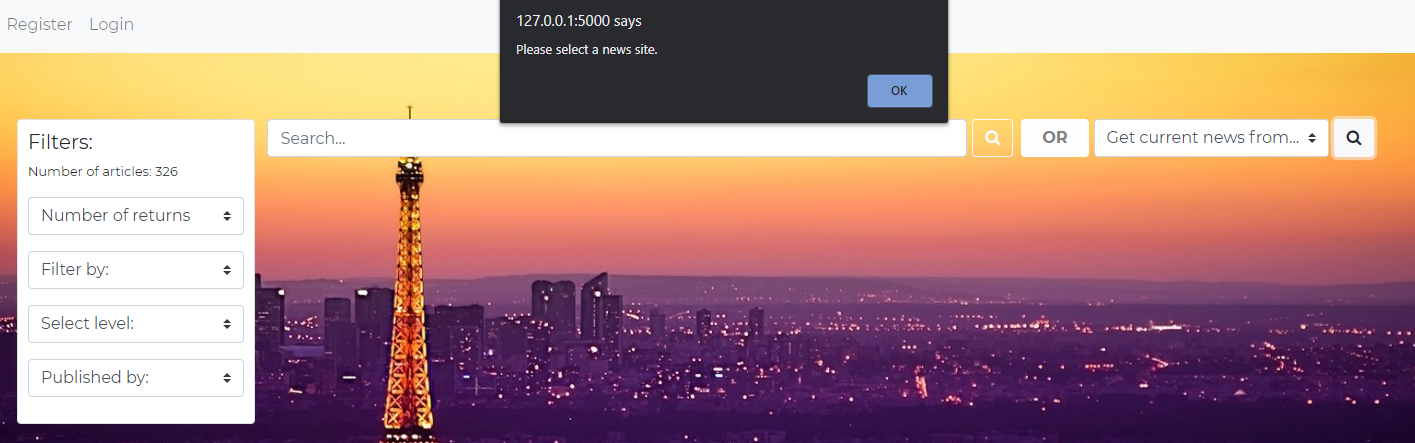 Register Login
127.0.0.1:5000 says
Please select a news site.
OK
Filters:
Number of articles: 326
Number of returns
Filter by:
Select level:
Published by:
Search...
OR
Get current news from...